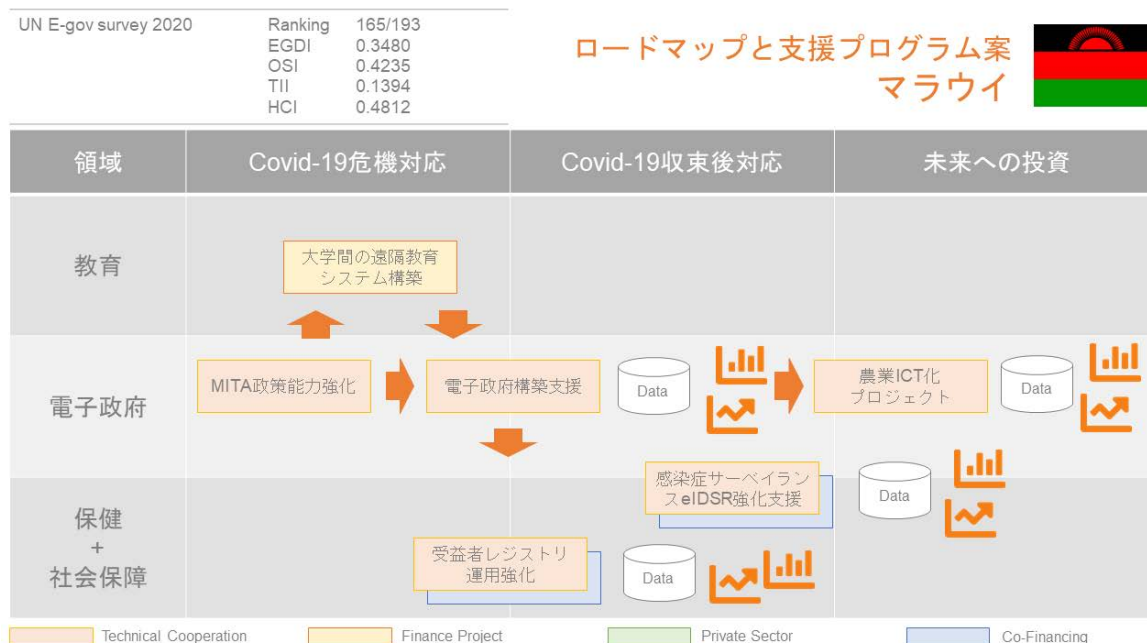 UN E-gov survey 2020
Ranking 165/193
EGDI 0.3480
OSI 0.4235
TII 0.1394
HCI 0.4812
ロードマップと支援プログラム案
マラウイ
領域 Covid-19危機対応 Covid-19収束後対応 未来への投資
教育
大学間の遠隔教育
システム構築
電子政府
MITA政策能力強化
電子政府構築支援
Data
農業ICT化
プロジェクト
Data
保健
+
社会保障
感染症サーベイラン
スeIDSR強化支援
Data
受益者レジストリ
運用強化
Data
Technical Cooperation Finance Project Private Sector Co-Financing